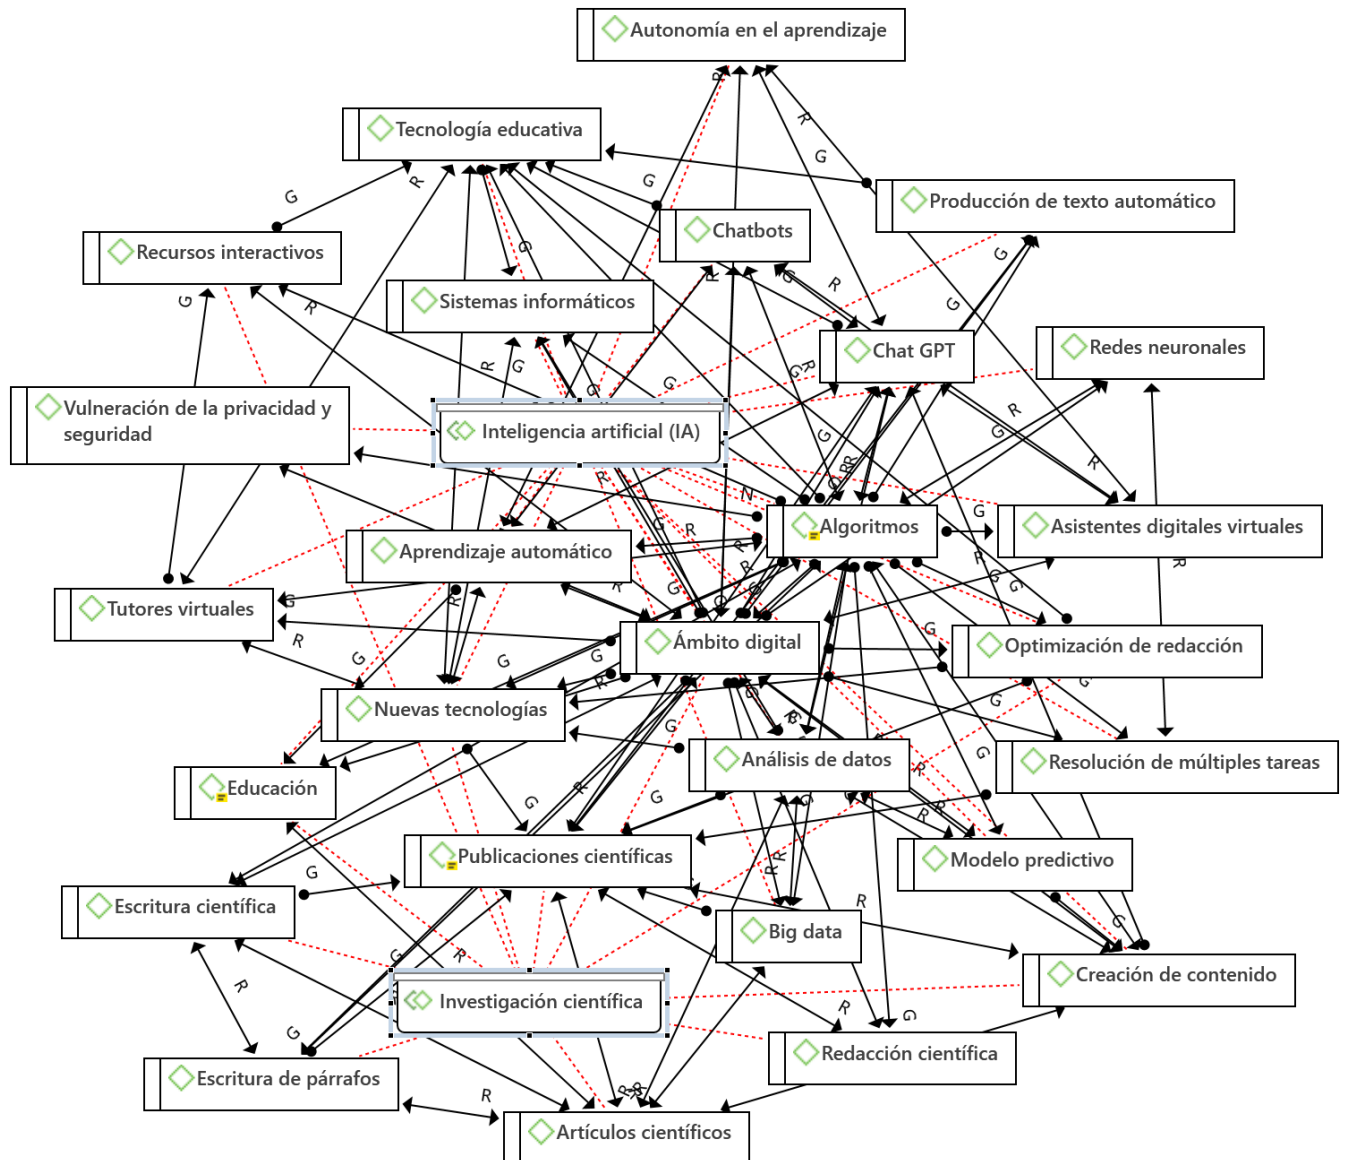 Autonomía en el aprendizaje
Tecnología educativa
Producción de texto automático
Chatbots
Recursos interactivos
Sistemas informáticos
Chat GPT
Redes neuronales
Vulneración de la privacidad y
seguridad
Inteligencia artificial (IA)
Algoritmos
Asistentes digitales virtuales
Aprendizaje automático
Tutores virtuales
Ámbito digital
Optimización de redacción
Nuevas tecnologías
Análisis de datos
Resolución de múltiples tareas
Educación
Publicaciones científicas
Modelo predictivo
Escritura científica
Big data
Creación de contenido
Investigación científica
Redacción científica
Escritura de párrafos
Artículos científicos